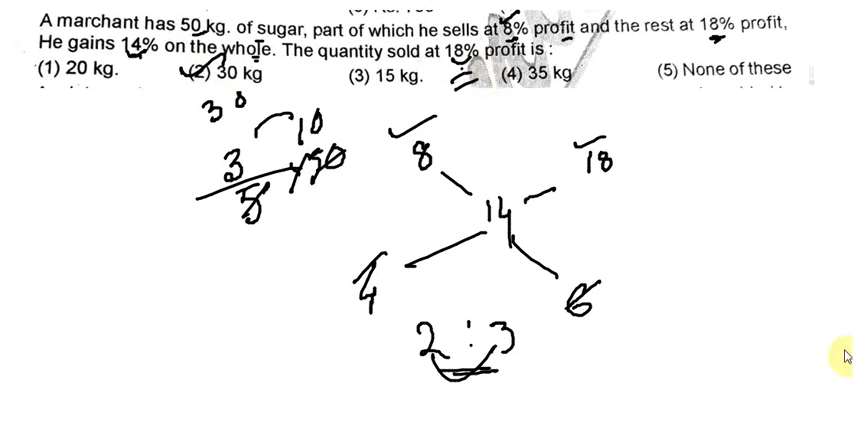 A marchant has 50 kg. of sugar, part of which he sells at 8% profit and the rest at 18% profit,
He gains 14% on the whole. The quantity sold at 18% profit is :
(1) 20 kg. (2) 30 kg (3) 15 kg. (4) 35 kg (5) None of these
30
10
3 × 50
5
8 18
14
4 6
2 : 3